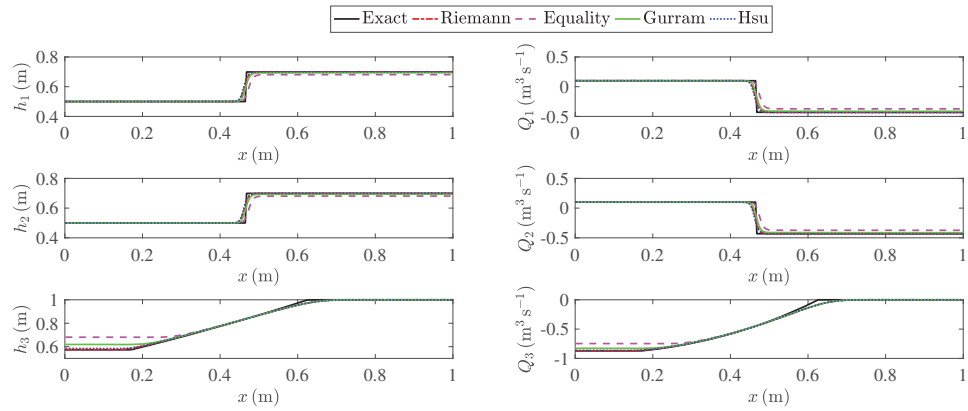 Exact Riemann Equality Gurram Hsu
h₁ (m)
0.8
0.6
0.4
0 0.2 0.4 0.6 0.8 1
x (m)
Q₁ (m³ s⁻¹)
0.5
0
-0.5
0 0.2 0.4 0.6 0.8 1
x (m)
h₂ (m)
0.8
0.6
0.4
0 0.2 0.4 0.6 0.8 1
x (m)
Q₂ (m³ s⁻¹)
0.5
0
-0.5
0 0.2 0.4 0.6 0.8 1
x (m)
h₃ (m)
1
0.8
0.6
0 0.2 0.4 0.6 0.8 1
x (m)
Q₃ (m³ s⁻¹)
0
-0.5
-1
0 0.2 0.4 0.6 0.8 1
x (m)